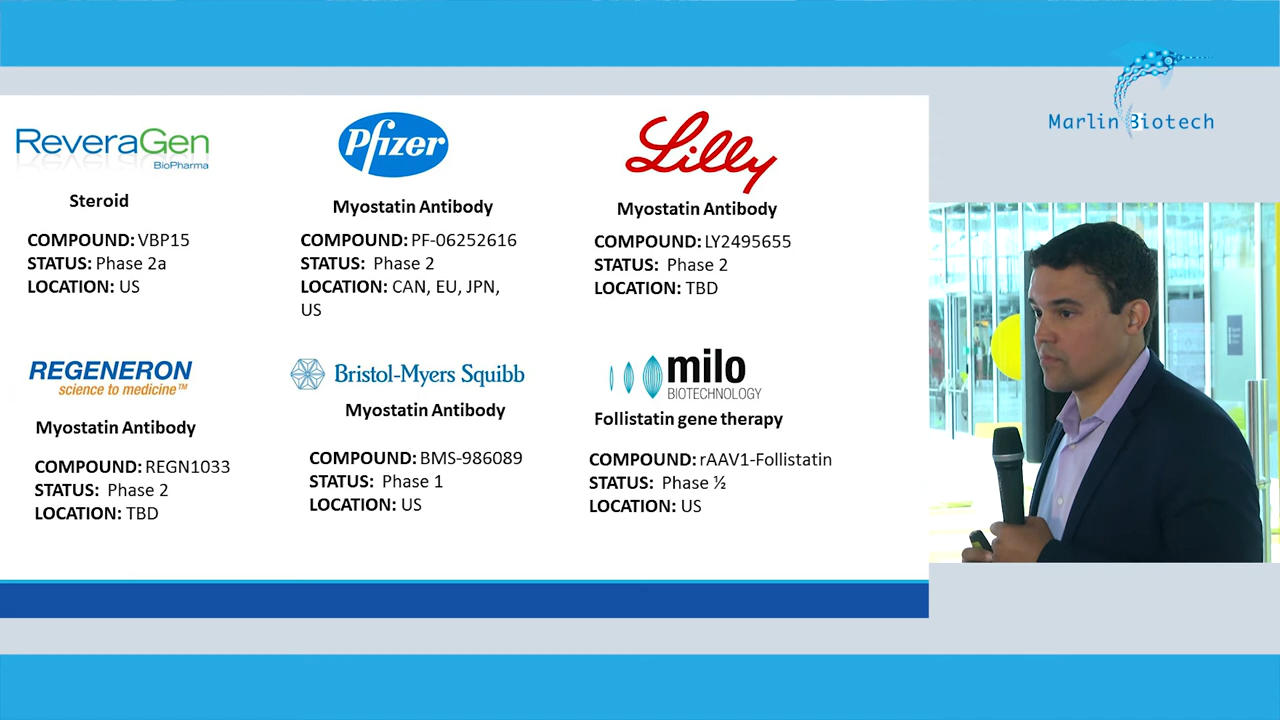 Marlin Biotech
ReveraGen
BioPharma
Steroid
COMPOUND: VBP15
STATUS: Phase 2a
LOCATION: US
Pfizer
Myostatin Antibody
COMPOUND: PF-06252616
STATUS: Phase 2
LOCATION: CAN, EU, JPN,
US
Lilly
Myostatin Antibody
COMPOUND: LY2495655
STATUS: Phase 2
LOCATION: TBD
REGENERON
science to medicine™
Myostatin Antibody
COMPOUND: REGN1033
STATUS: Phase 2
LOCATION: TBD
Bristol-Myers Squibb
Myostatin Antibody
COMPOUND: BMS-986089
STATUS: Phase 1
LOCATION: US
milo
BIOTECHNOLOGY
Follistatin gene therapy
COMPOUND: rAAV1-Follistatin
STATUS: Phase ½
LOCATION: US